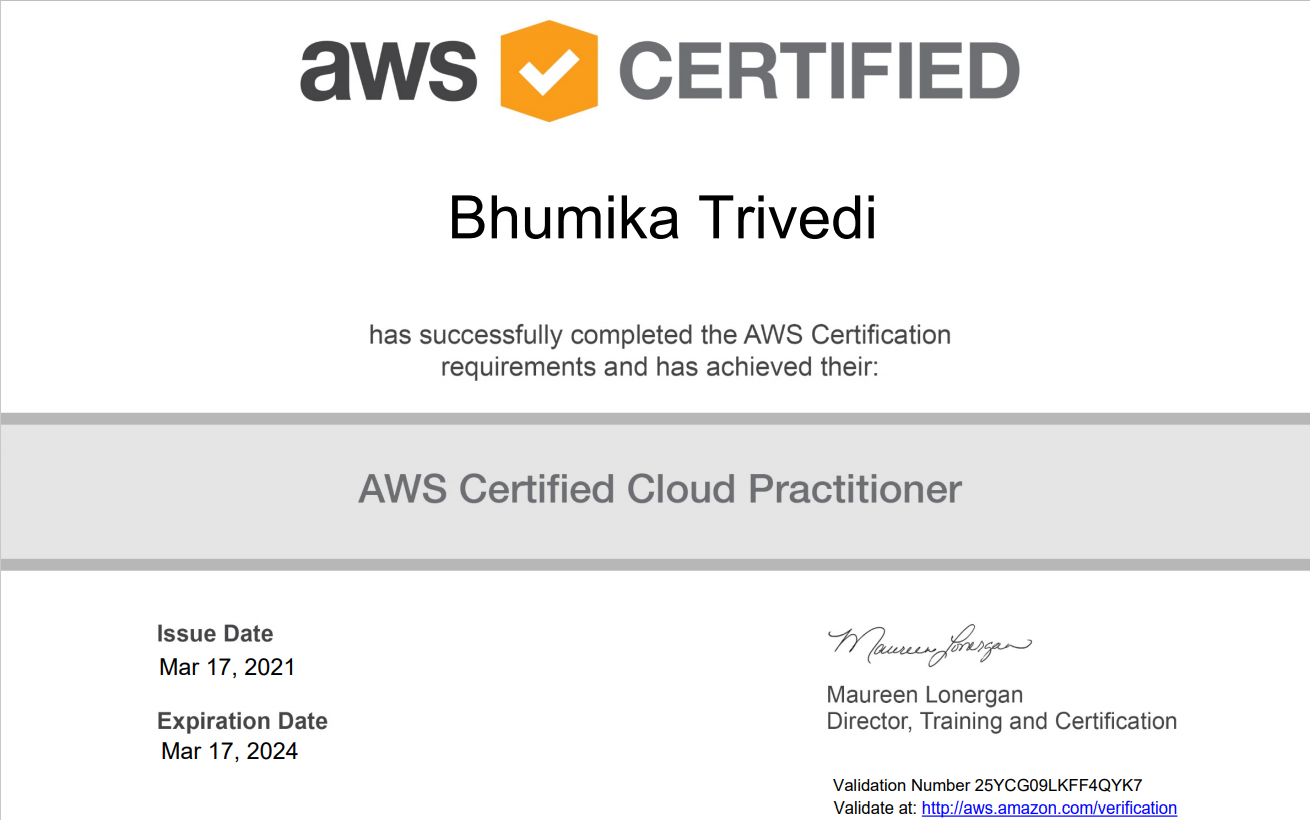 aws CERTIFIED
Bhumika Trivedi
has successfully completed the AWS Certification
requirements and has achieved their:
AWS Certified Cloud Practitioner
Issue Date
Mar 17, 2021
Expiration Date
Mar 17, 2024
Maureen Lonergan
Maureen Lonergan
Director, Training and Certification
Validation Number 25YCG09LKFF4QYK7
Validate at: http://aws.amazon.com/verification